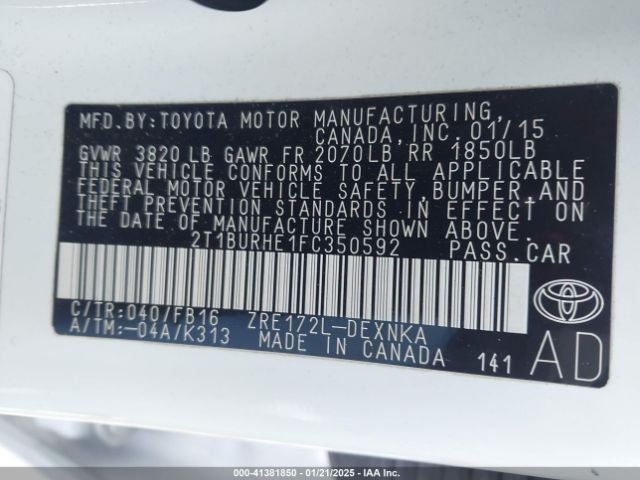 MFD.BY:TOYOTA MOTOR MANUFACTURING,
CANADA,INC. 01/15
GVWR 3820 LB GAWR FR 2070LB RR 1850LB
THIS VEHICLE CONFORMS TO ALL APPLICABLE
FEDERAL MOTOR VEHICLE SAFETY, BUMPER, AND
THEFT PREVENTION STANDARDS IN EFFECT ON
THE DATE OF MANUFACTURE SHOWN ABOVE.
2T1BURHE1FC350592 PASS.CAR
C/TR:040/FB16 ZRE172L-DEXNKA
A/TM:-04A/K313 MADE IN CANADA 141
TOYOTA
AD
000-41381850 | 01/21/2025 | IAA Inc.